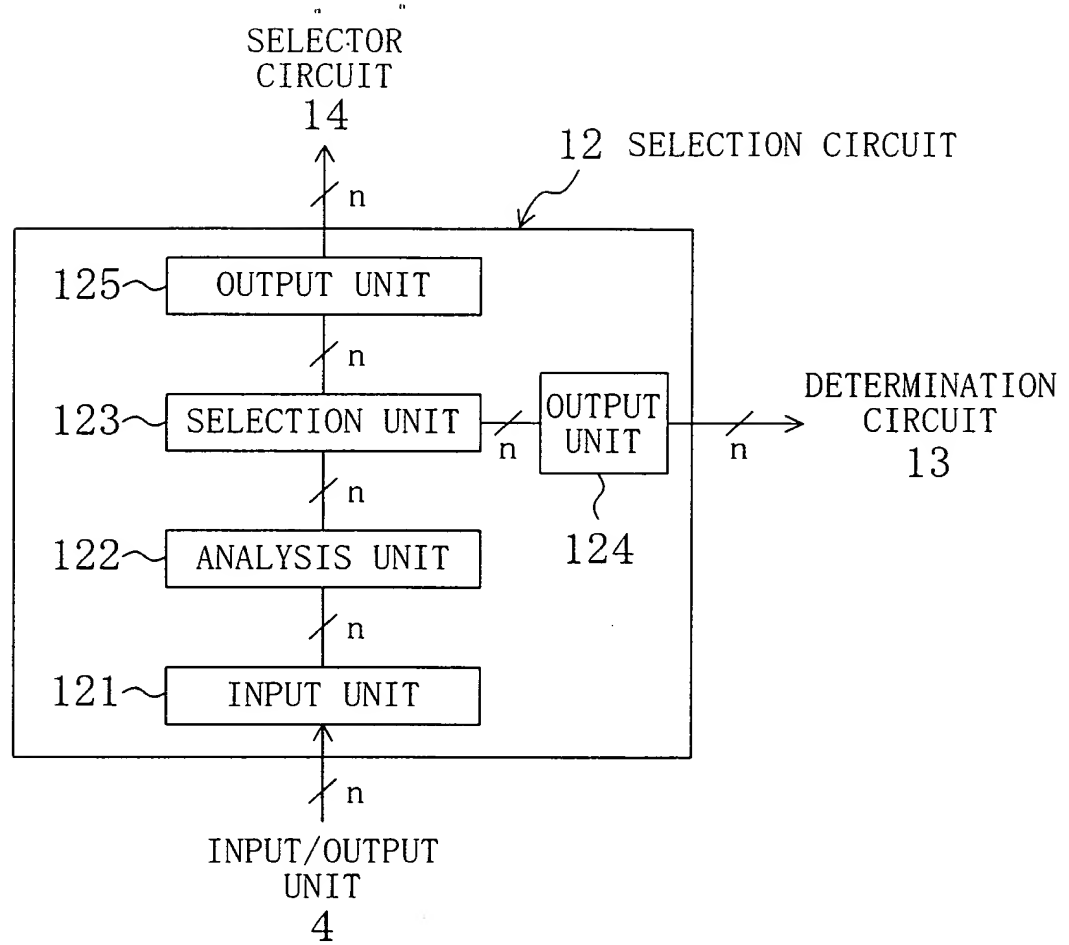 SELECTOR
CIRCUIT
14
n
12 SELECTION CIRCUIT
125 OUTPUT UNIT
n
123 SELECTION UNIT
n
OUTPUT
UNIT
124
n
DETERMINATION
CIRCUIT
13
n
122 ANALYSIS UNIT
n
121 INPUT UNIT
n
INPUT/OUTPUT
UNIT
4